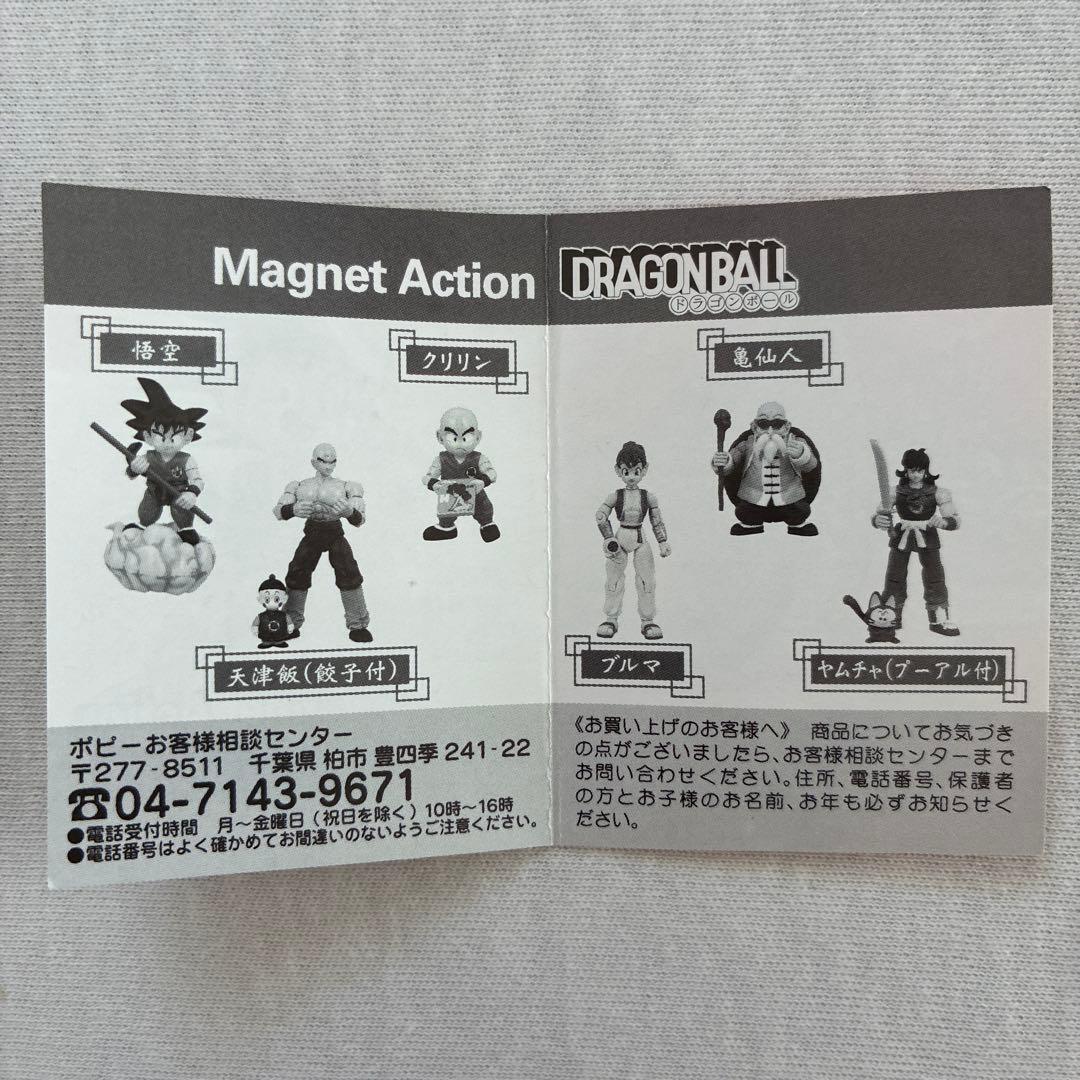 Magnet Action
DRAGONBALL
ドラゴンボール
悟空
クリリン
天津飯(餃子付)
亀仙人
ブルマ
ヤムチャ(プーアル付)
ポピーお客様相談センター
〒277-8511 千葉県 柏市 豊四季 241-22
☎04-7143-9671
●電話受付時間 月～金曜日(祝日を除く)10時～16時
●電話番号はよく確かめてお間違いのないようご注意ください。
《お買い上げのお客様へ》 商品についてお気づき
の点がございましたら、お客様相談センターまで
お問い合わせください。住所、電話番号、保護者
の方とお子様のお名前、お年も必ずお知らせく
ださい。